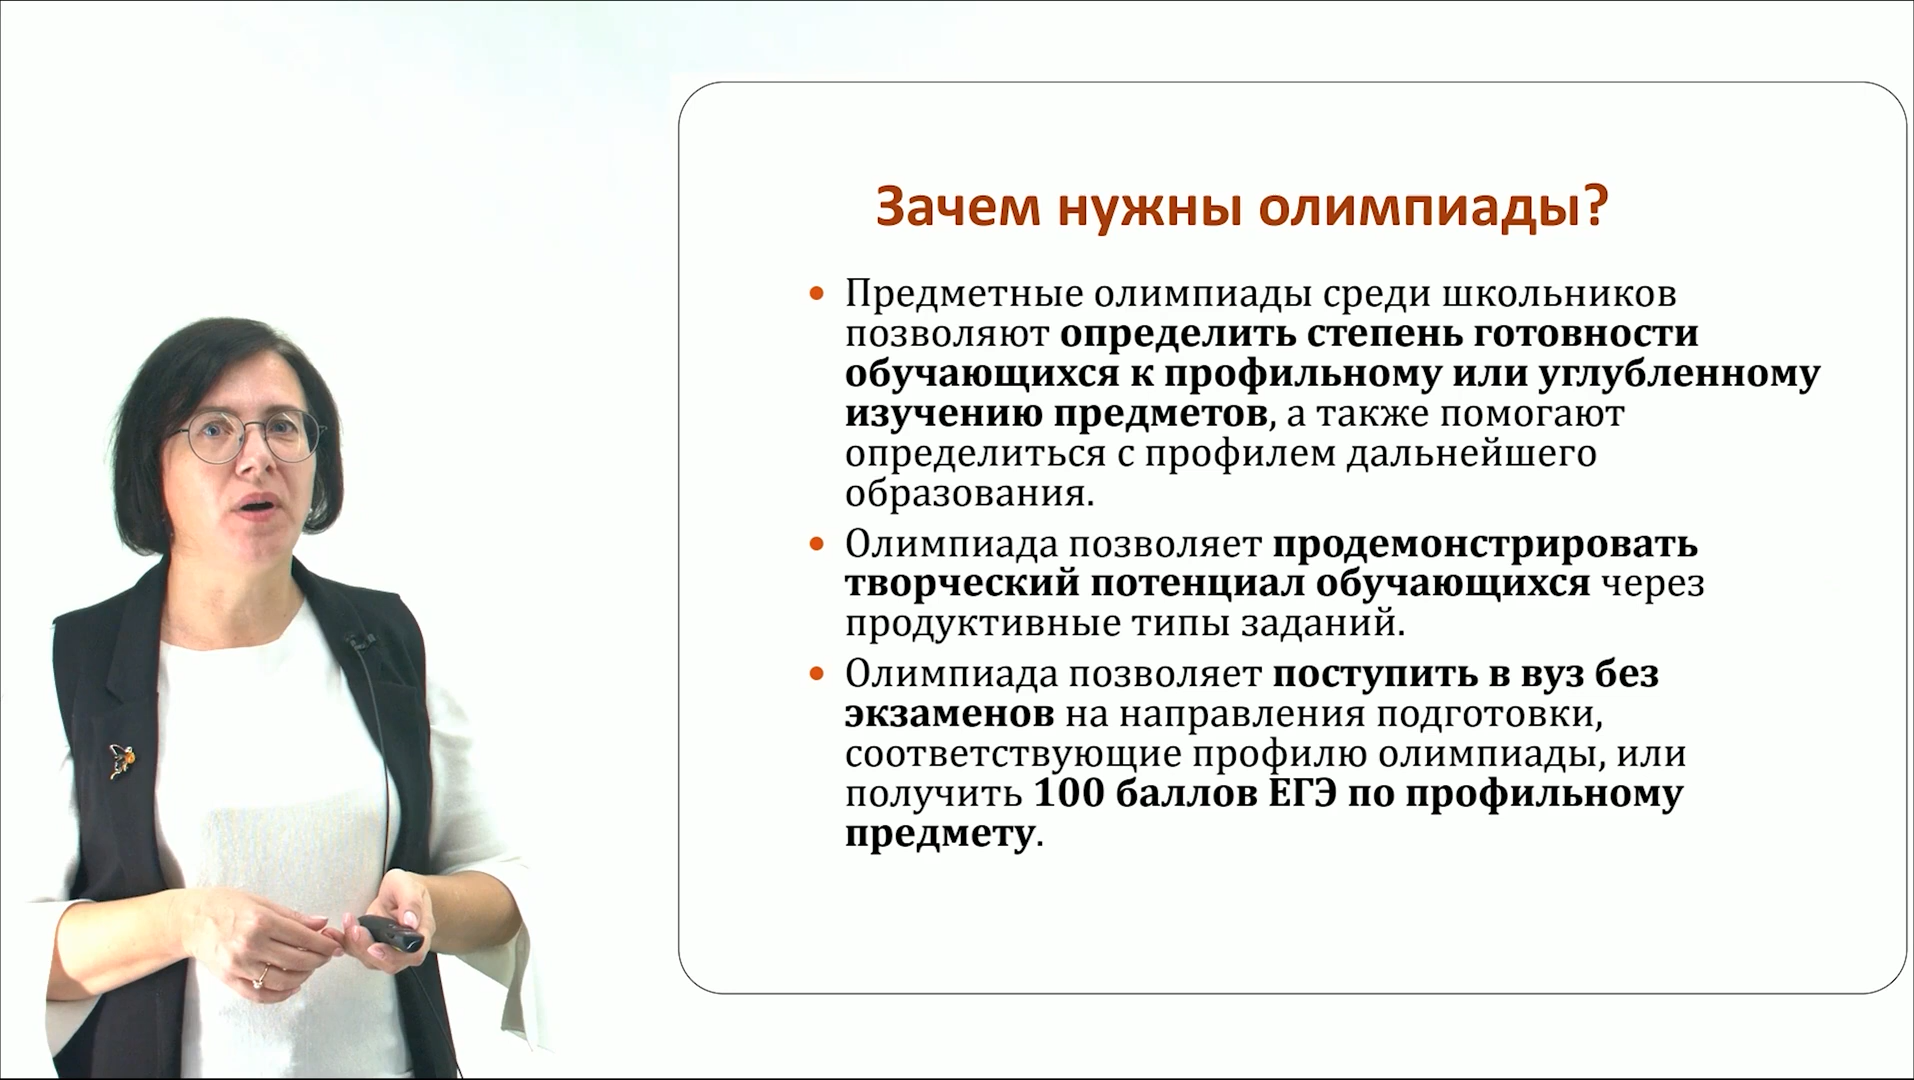 Зачем нужны олимпиады?
• Предметные олимпиады среди школьников
позволяют определить степень готовности
обучающихся к профильному или углубленному
изучению предметов, а также помогают
определиться с профилем дальнейшего
образования.
• Олимпиада позволяет продемонстрировать
творческий потенциал обучающихся через
продуктивные типы заданий.
• Олимпиада позволяет поступить в вуз без
экзаменов на направления подготовки,
соответствующие профилю олимпиады, или
получить 100 баллов ЕГЭ по профильному
предмету.